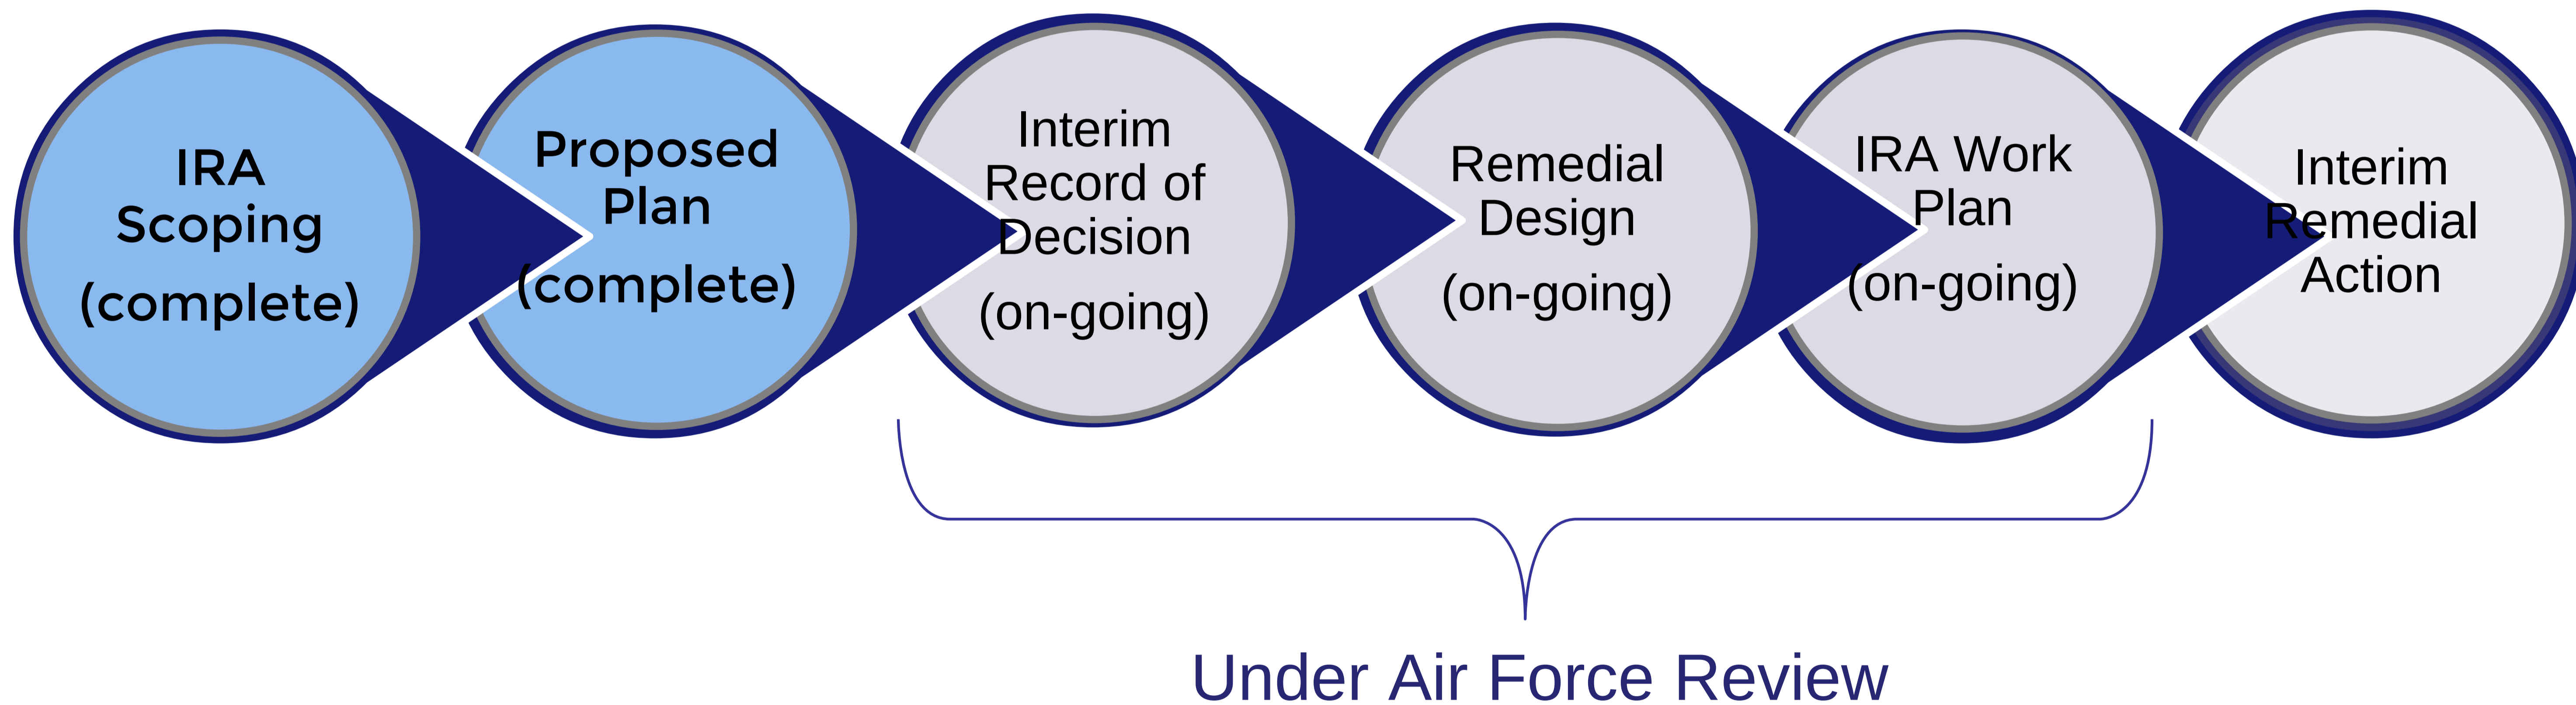 IRA
Scoping
(complete)
Proposed
Plan
(complete)
Interim
Record of
Decision
(on-going)
Remedial
Design
(on-going)
IRA Work
Plan
(on-going)
Interim
Remedial
Action
Under Air Force Review